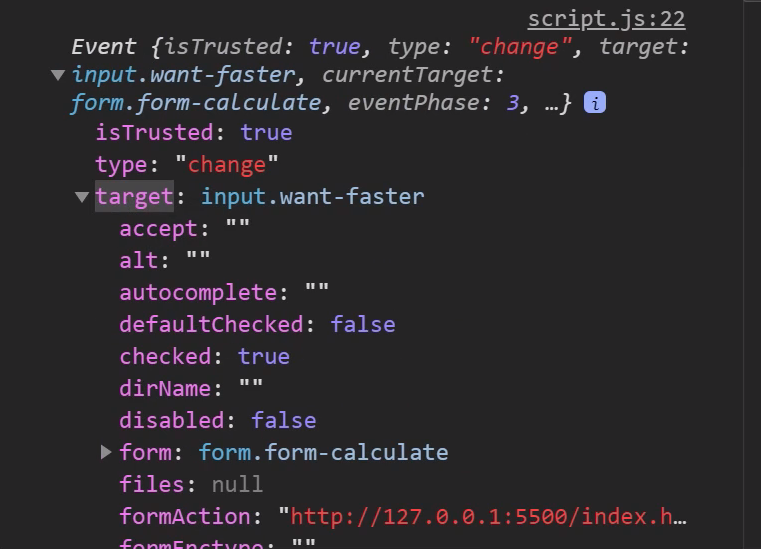 script.js:22
Event {isTrusted: true, type: "change", target:
input.want-faster, currentTarget:
form.form-calculate, eventPhase: 3, …} i
isTrusted: true
type: "change"
target: input.want-faster
accept: ""
alt: ""
autocomplete: ""
defaultChecked: false
checked: true
dirName: ""
disabled: false
form: form.form-calculate
files: null
formAction: "http://127.0.0.1:5500/index.h…
formEnctype: ""